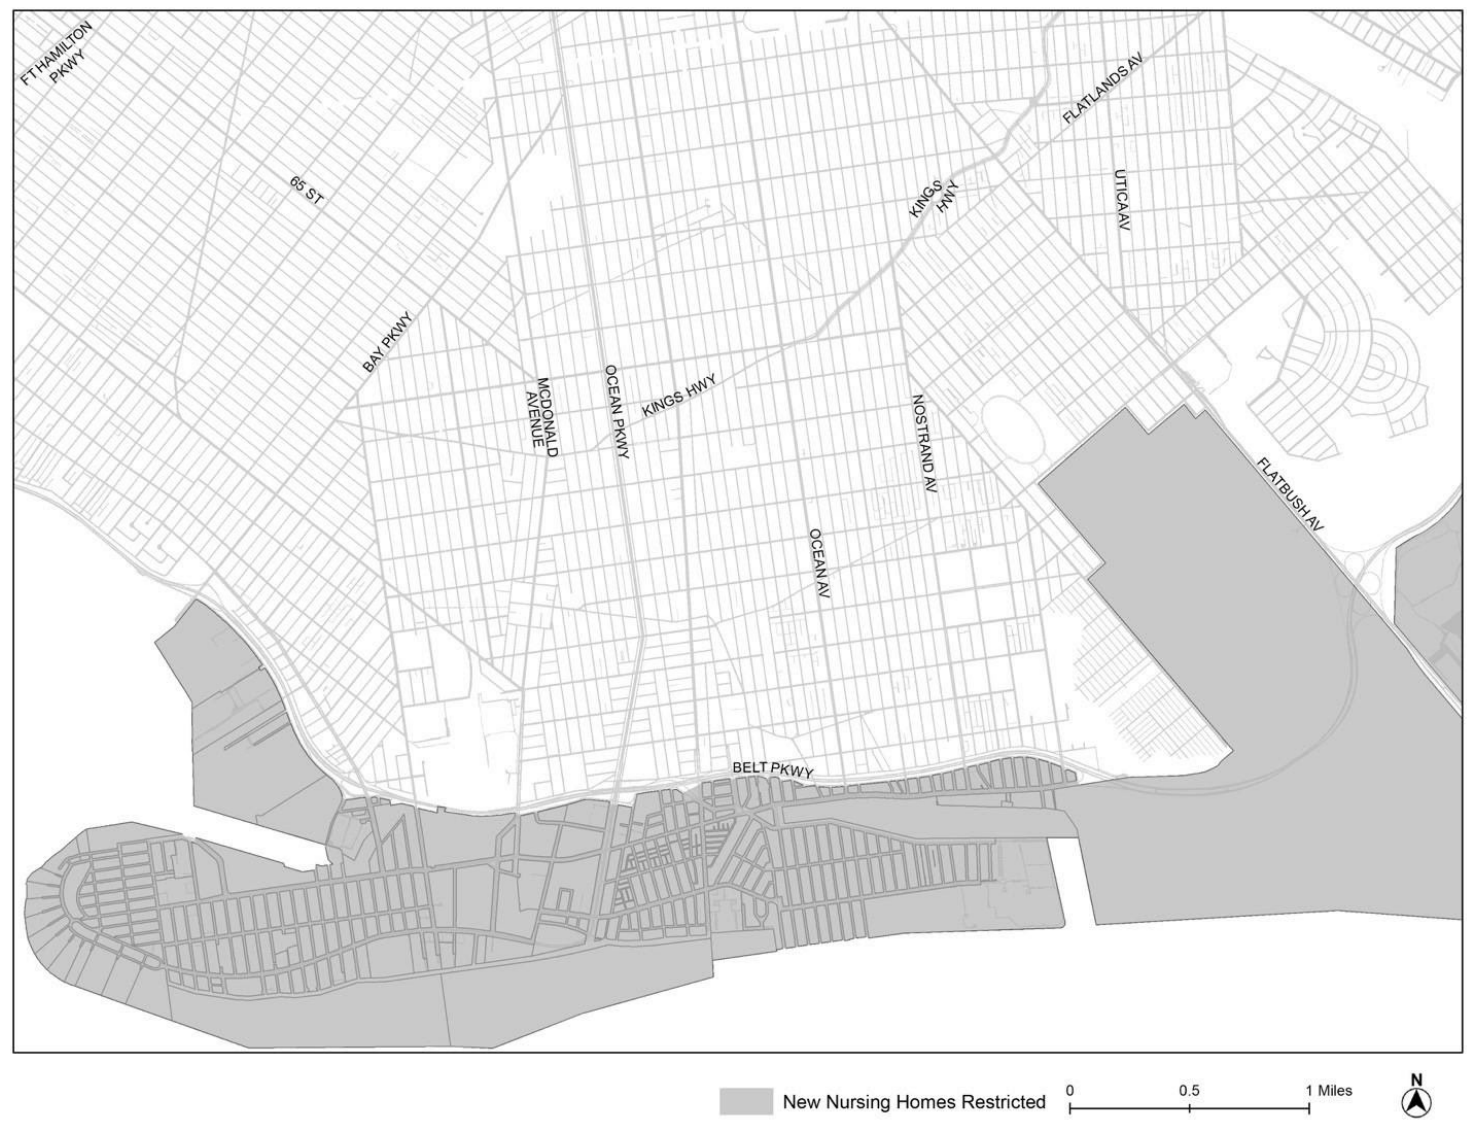 FT HAMILTON
PKWY
FLATLANDS AV
65 ST
UTICA AV
KINGS
HWY
BAY PKWY
MCDONALD
AVENUE
OCEAN PKWY
KINGS HWY
NOSTRAND AV
FLATBUSH AV
OCEAN AV
BELT PKWY
New Nursing Homes Restricted
0 0.5 1 Miles
N